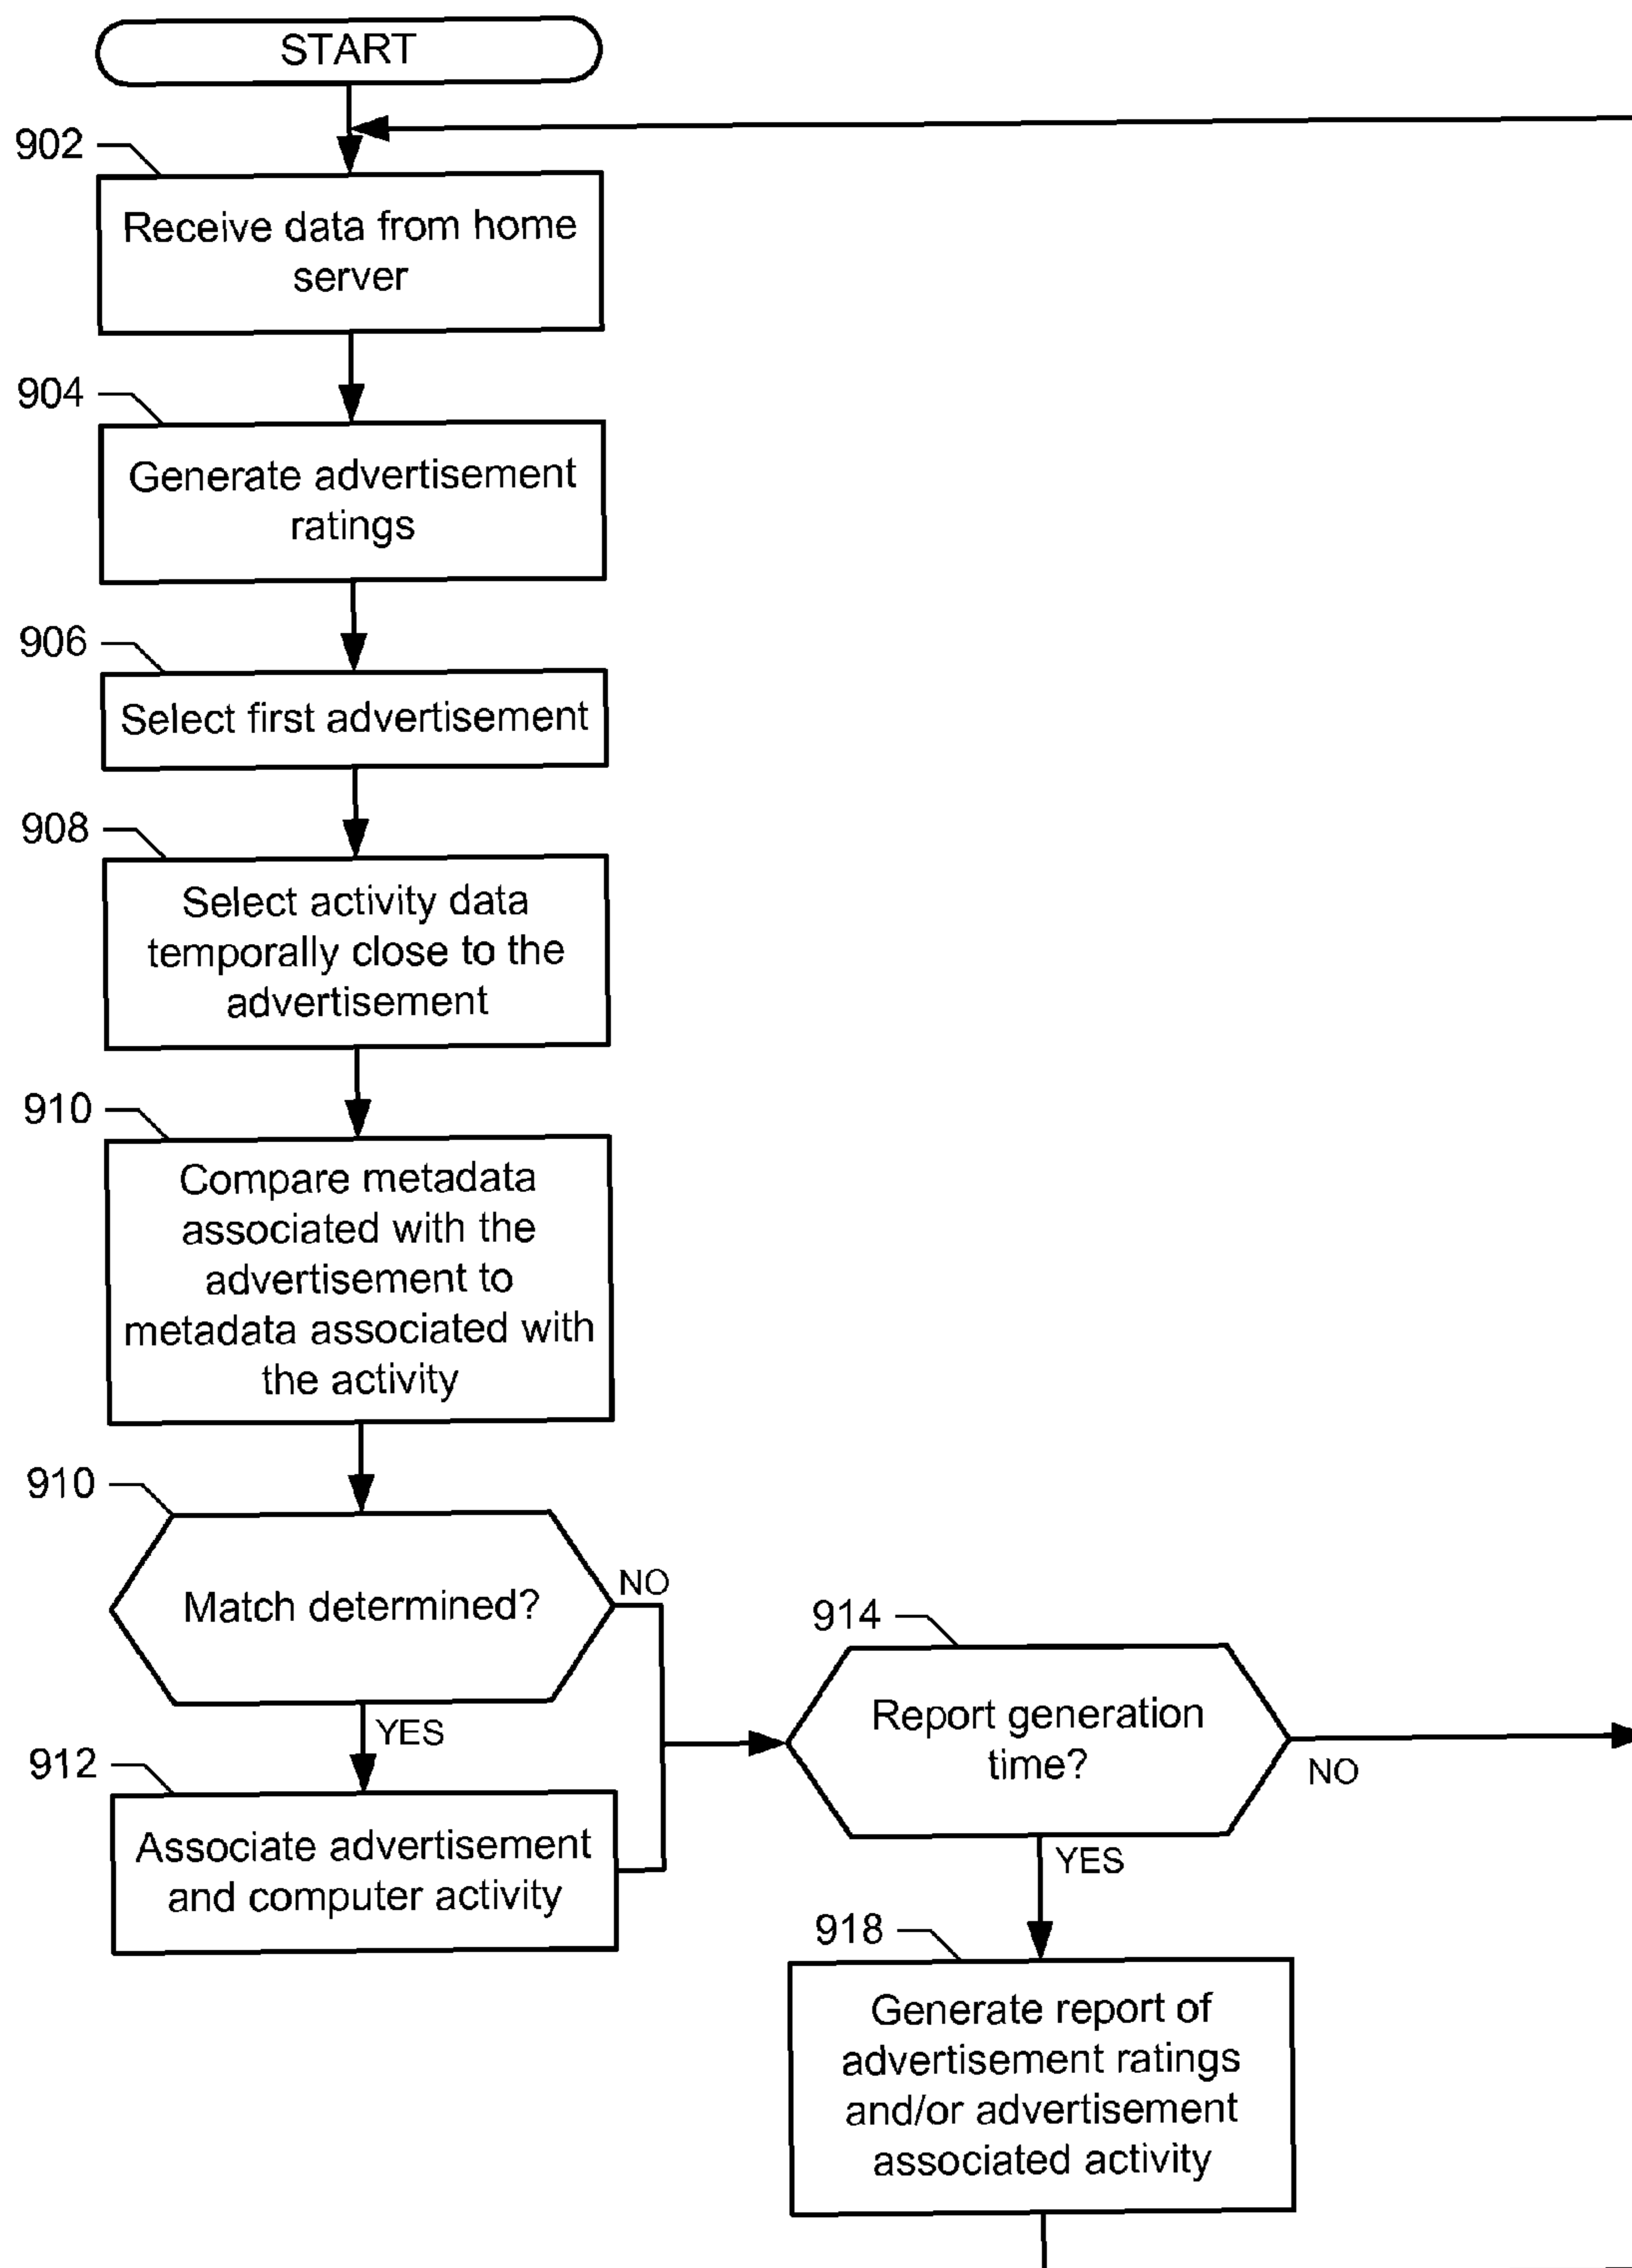 START
902
Receive data from home
server
904
Generate advertisement
ratings
906
Select first advertisement
908
Select activity data
temporally close to the
advertisement
910
Compare metadata
associated with the
advertisement to
metadata associated with
the activity
910
Match determined?
NO
YES
912
Associate advertisement
and computer activity
914
Report generation
time?
NO
YES
918
Generate report of
advertisement ratings
and/or advertisement
associated activity